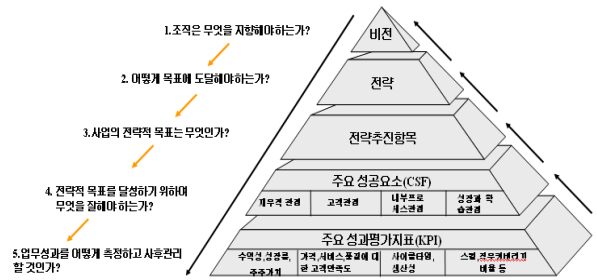 1.조직은 무엇을 지향해야하는가?
2. 어떻게 목표에 도달해야하는가?
3.사업의 전략적 목표는 무엇인가?
4. 전략적 목표를 달성하기 위하여
무엇을 잘해야 하는가?
5.업무성과를 어떻게 측정하고 사후관리
할것인가?
비전
전략
전략추진항목
주요 성공요소(CSF)
재무적 관점
고객관점
내부프로
세스관점
성장과 학
습관점
주요 성과평가지표(KPI)
수익성,성장률,
주주가치
가격,서비스,품질에 대
한 고객만족도
사이클타임,
생산성
스킬,직무커버리지
비율 등